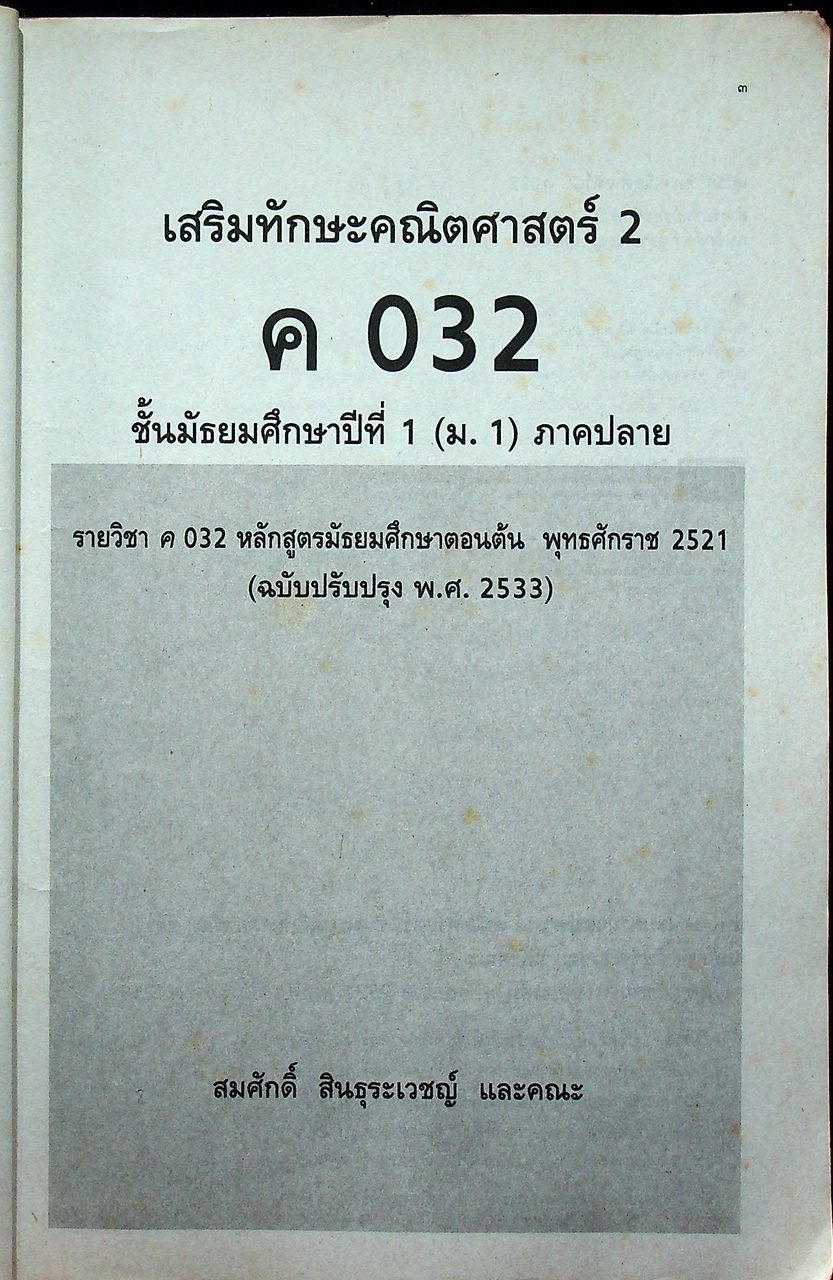 ๓
เสริมทักษะคณิตศาสตร์ 2
ค 032
ชั้นมัธยมศึกษาปีที่ 1 (ม. 1) ภาคปลาย
รายวิชา ค 032 หลักสูตรมัธยมศึกษาตอนต้น พุทธศักราช 2521
(ฉบับปรับปรุง พ.ศ. 2533)
สมศักดิ์ สินธุระเวชญ์ และคณะ